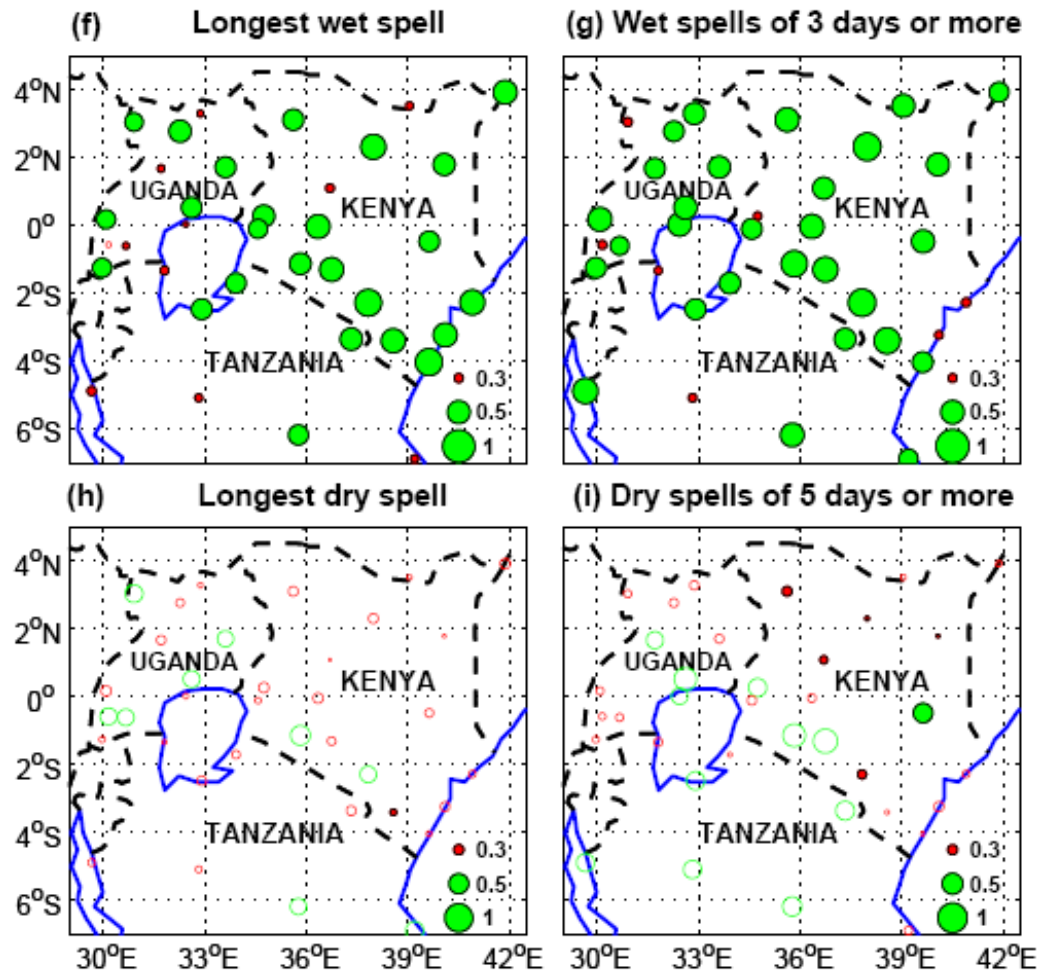 (f) Longest wet spell
(g) Wet spells of 3 days or more
4°N
2°N
0°
2°S
4°S
6°S
UGANDA
KENYA
TANZANIA
0.3
0.5
1
UGANDA
KENYA
TANZANIA
0.3
0.5
1
(h) Longest dry spell
(i) Dry spells of 5 days or more
4°N
2°N
0°
2°S
4°S
6°S
UGANDA
KENYA
TANZANIA
0.3
0.5
1
UGANDA
KENYA
TANZANIA
0.3
0.5
1
30°E 33°E 36°E 39°E 42°E
30°E 33°E 36°E 39°E 42°E